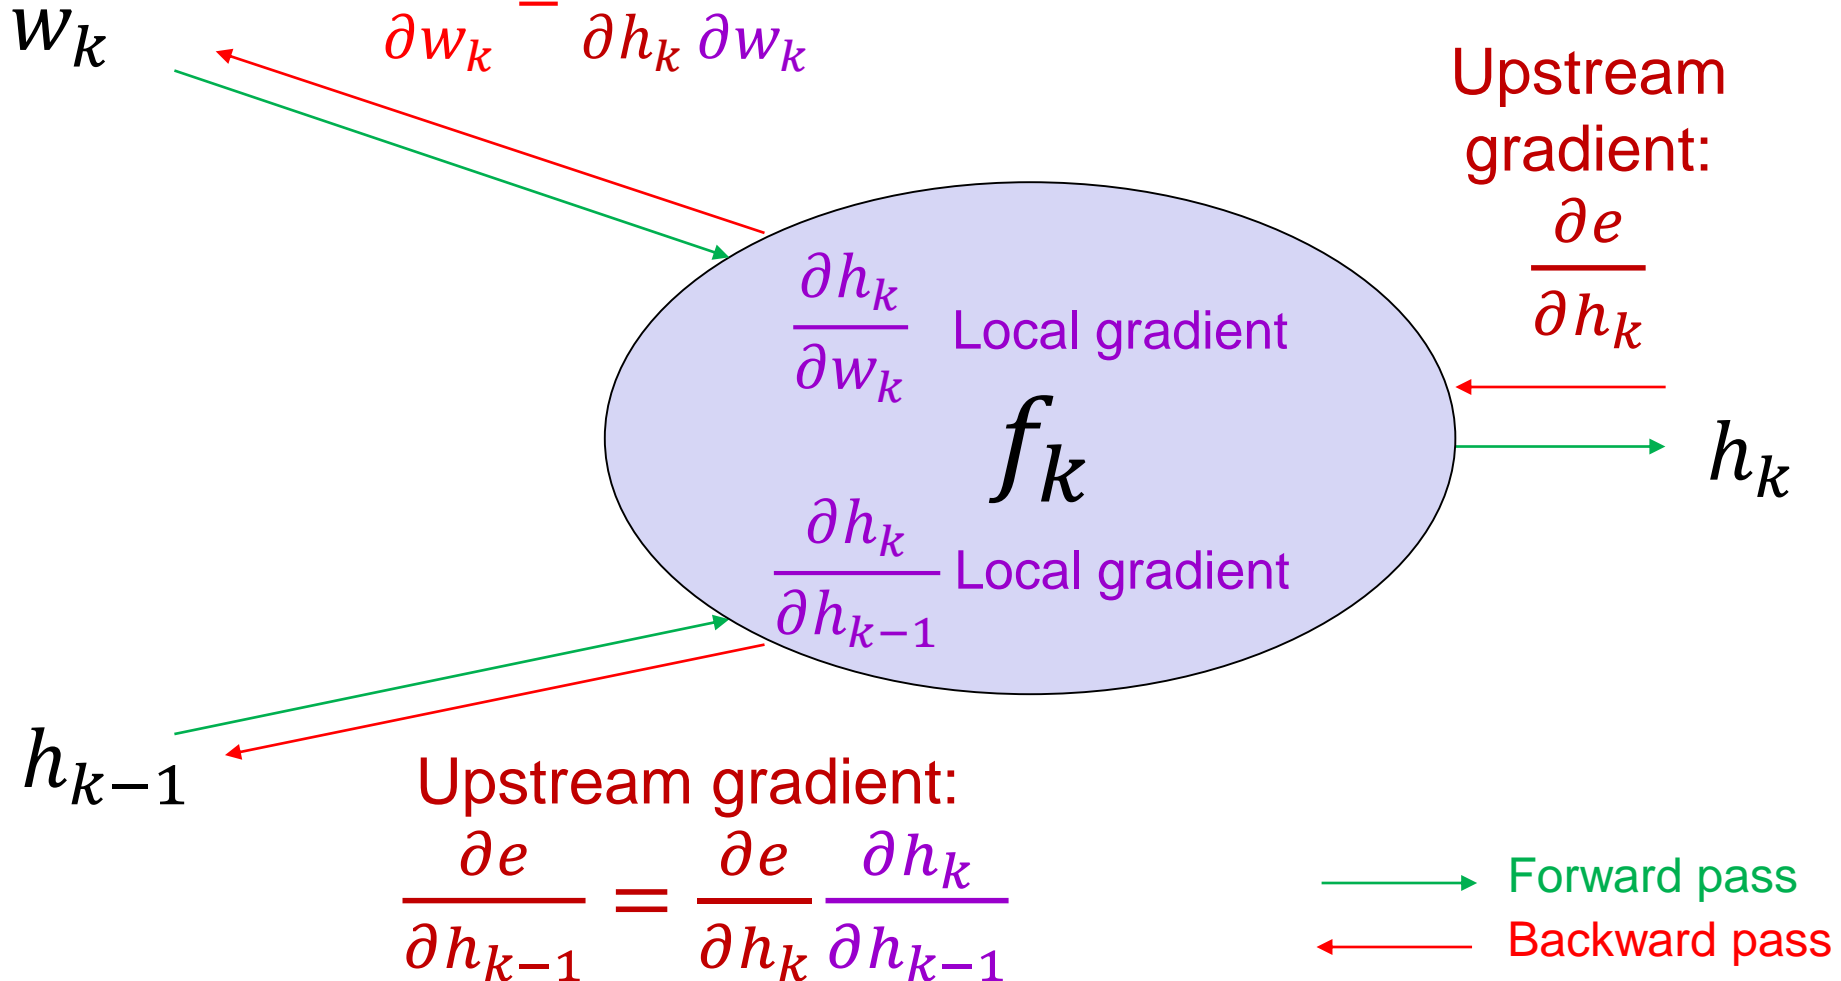 w_k
∂w_k = ∂h_k ∂w_k
Upstream
gradient:
∂e
∂h_k
∂h_k
∂w_k
Local gradient
f_k
h_k
∂h_k
∂h_{k−1}
Local gradient
h_{k−1}
Upstream gradient:
∂e ∂e ∂h_k
∂h_{k−1} = ∂h_k ∂h_{k−1}
Forward pass
Backward pass